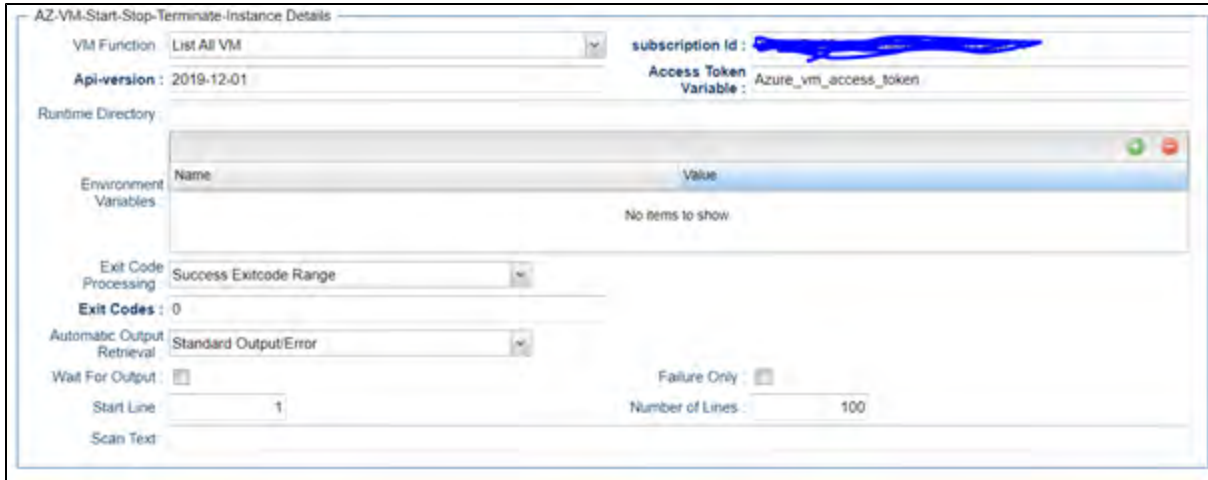 AZ-VM-Start-Stop-Terminate-Instance Details
VM Function : List All VM subscription Id :
Api-version : 2019-12-01 Access Token Variable : Azure_vm_access_token
Runtime Directory :
Name Value
Environment Variables :
No items to show.
Exit Code Processing : Success Exitcode Range
Exit Codes : 0
Automatic Output Retrieval : Standard Output/Error
Wait For Output : Failure Only :
Start Line : 1 Number of Lines : 100
Scan Text :